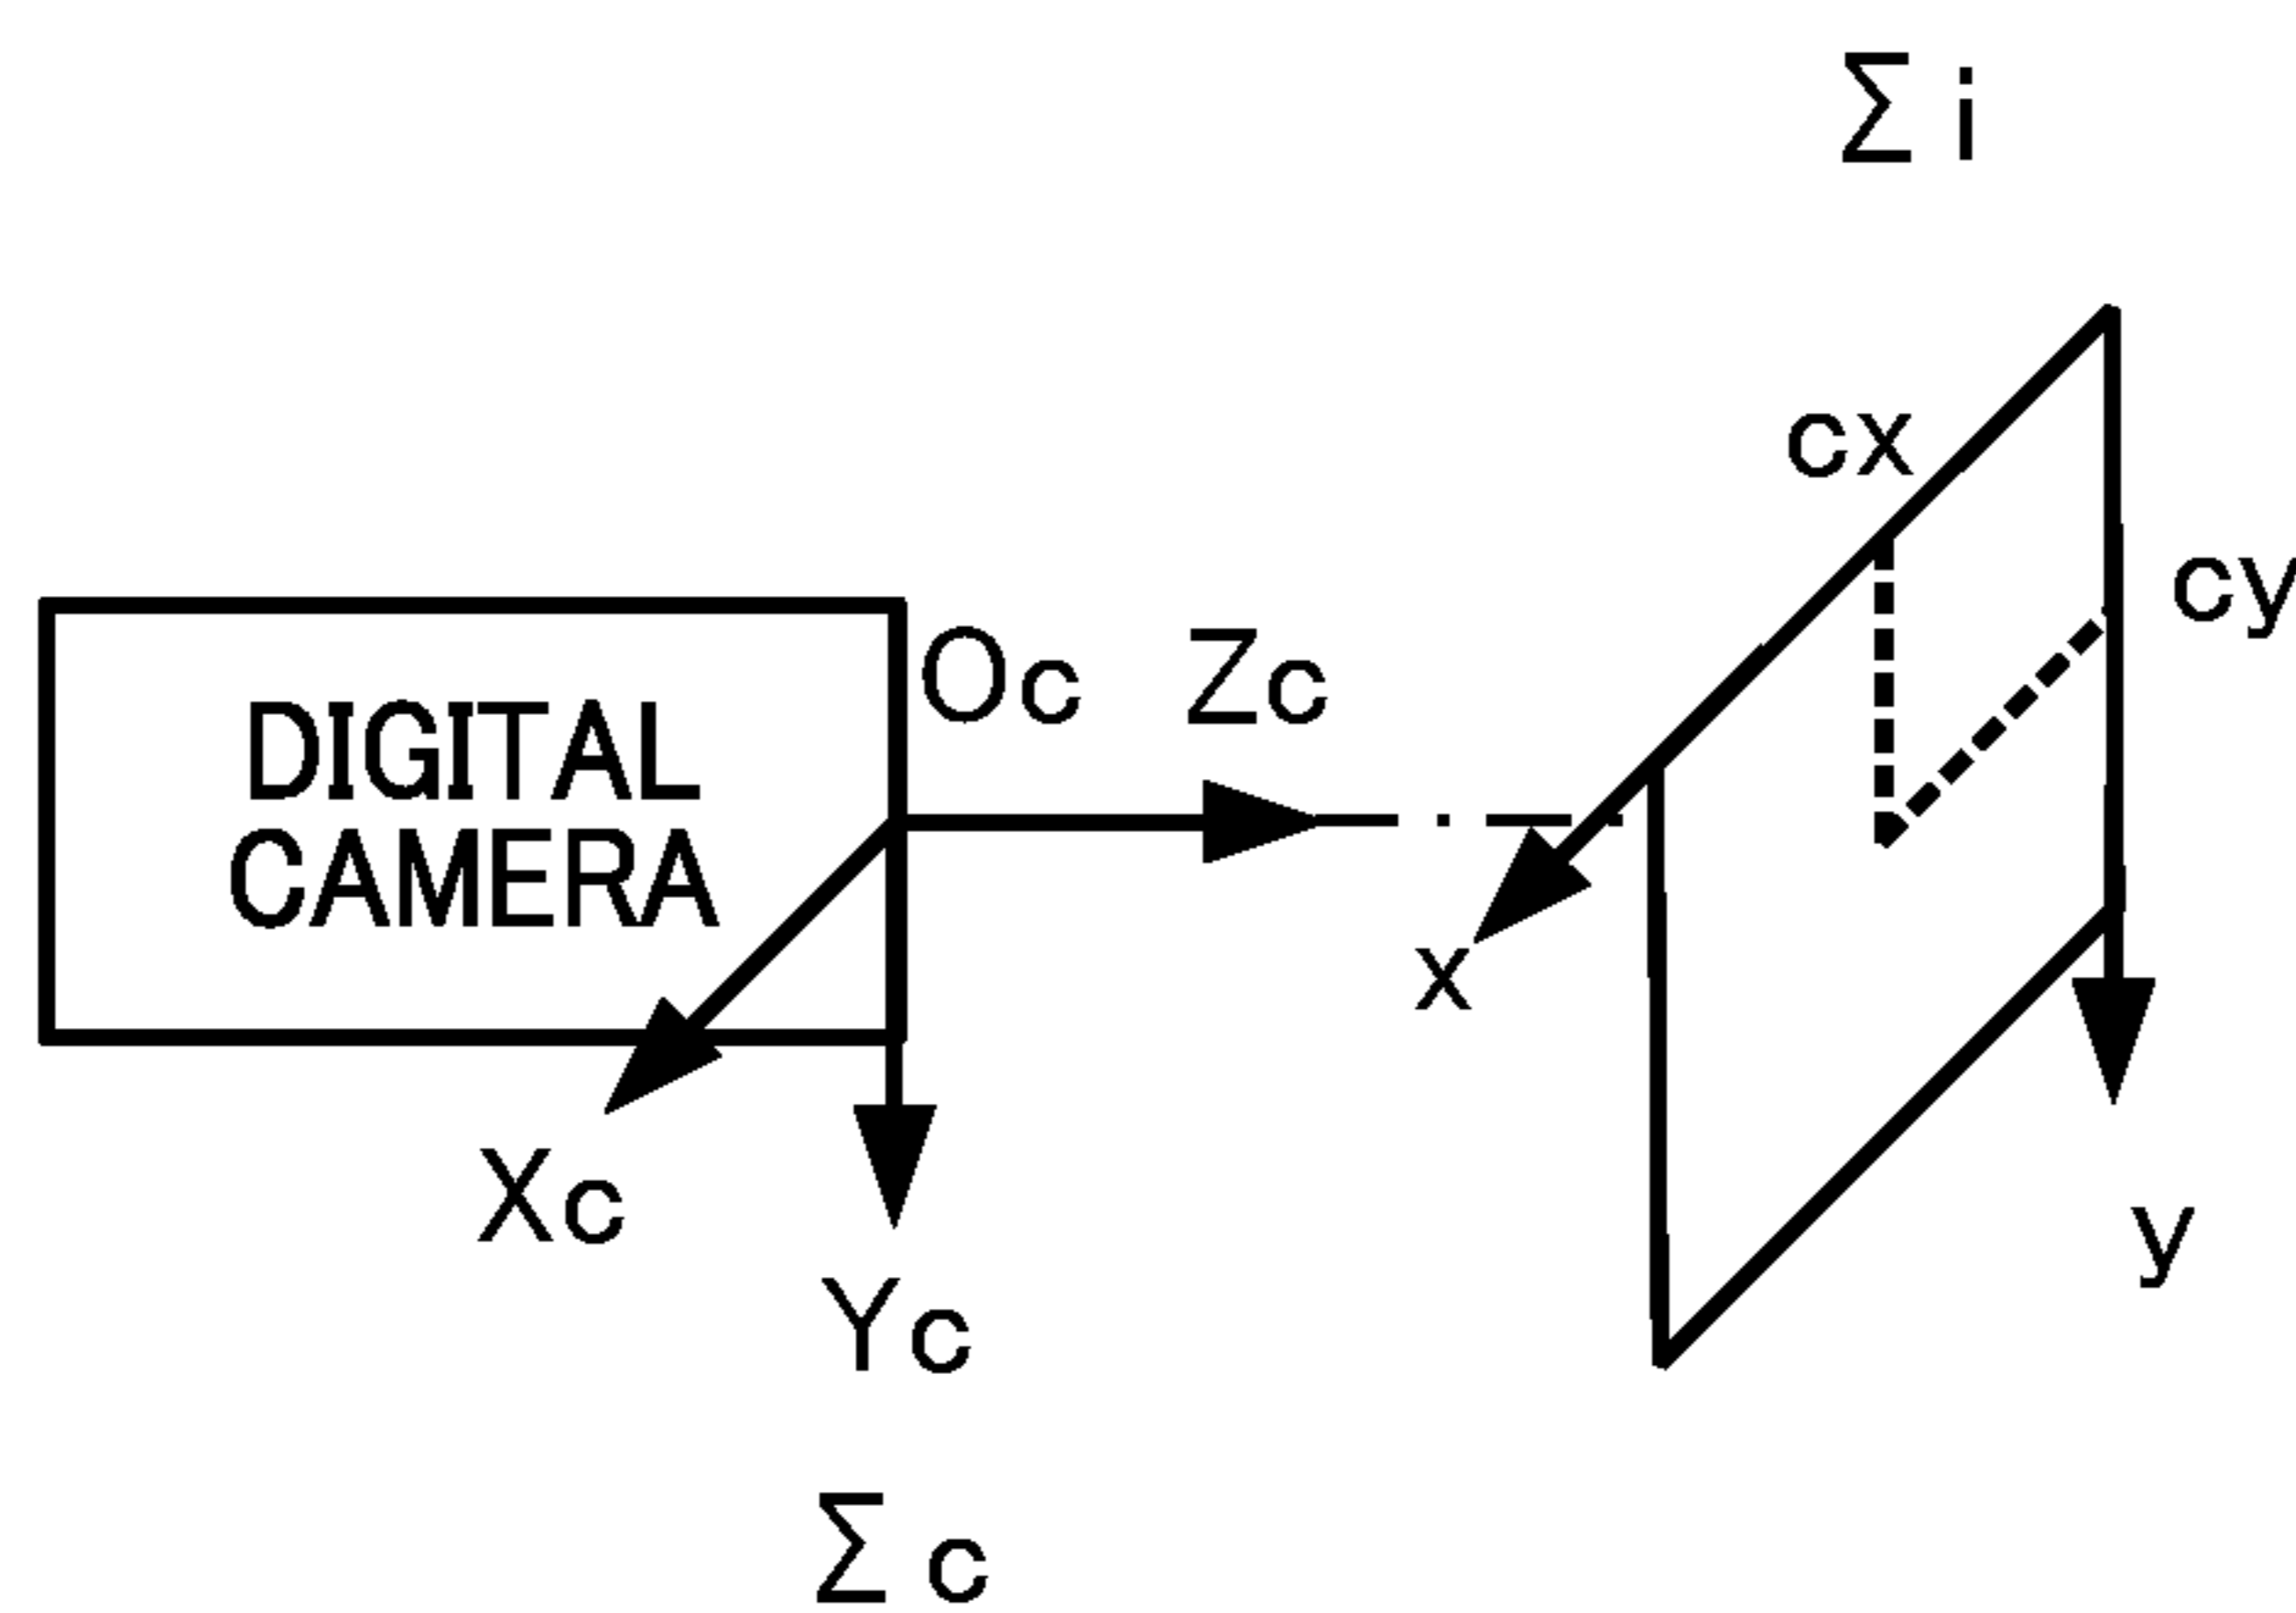 Σi
cx
cy
Oc Zc
DIGITAL
CAMERA
x
Xc
y
Yc
Σc